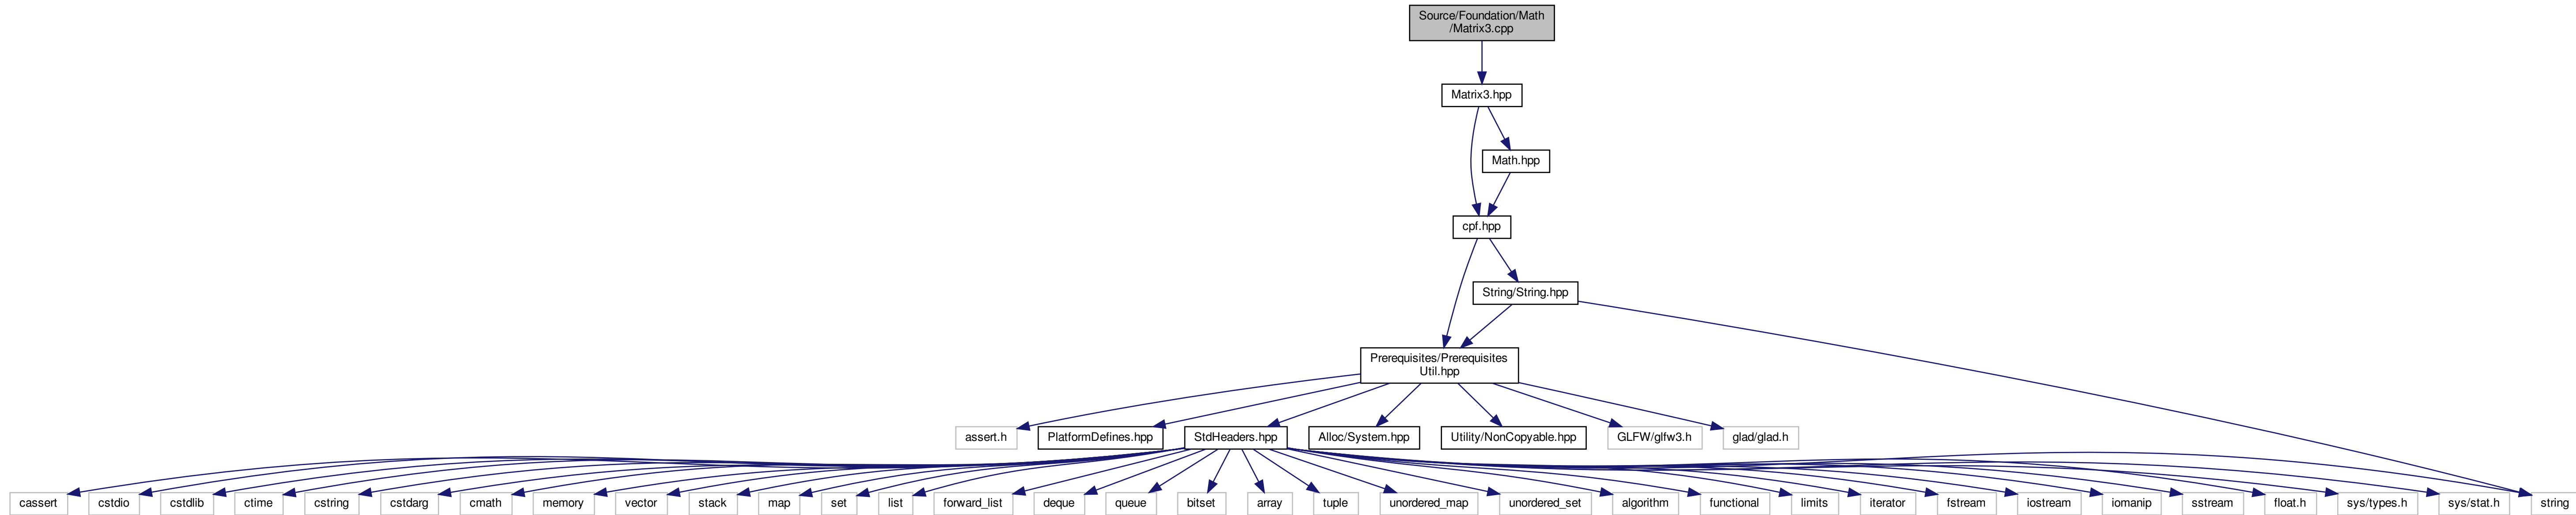 Source/Foundation/Math
/Matrix3.cpp
Matrix3.hpp
Math.hpp
cpf.hpp
String/String.hpp
Prerequisites/Prerequisites
Util.hpp
assert.h
PlatformDefines.hpp
StdHeaders.hpp
Alloc/System.hpp
Utility/NonCopyable.hpp
GLFW/glfw3.h
glad/glad.h
cassert
cstdio
cstdlib
ctime
cstring
cstdarg
cmath
memory
vector
stack
map
set
list
forward_list
deque
queue
bitset
array
tuple
unordered_map
unordered_set
algorithm
functional
limits
iterator
fstream
iostream
iomanip
sstream
float.h
sys/types.h
sys/stat.h
string